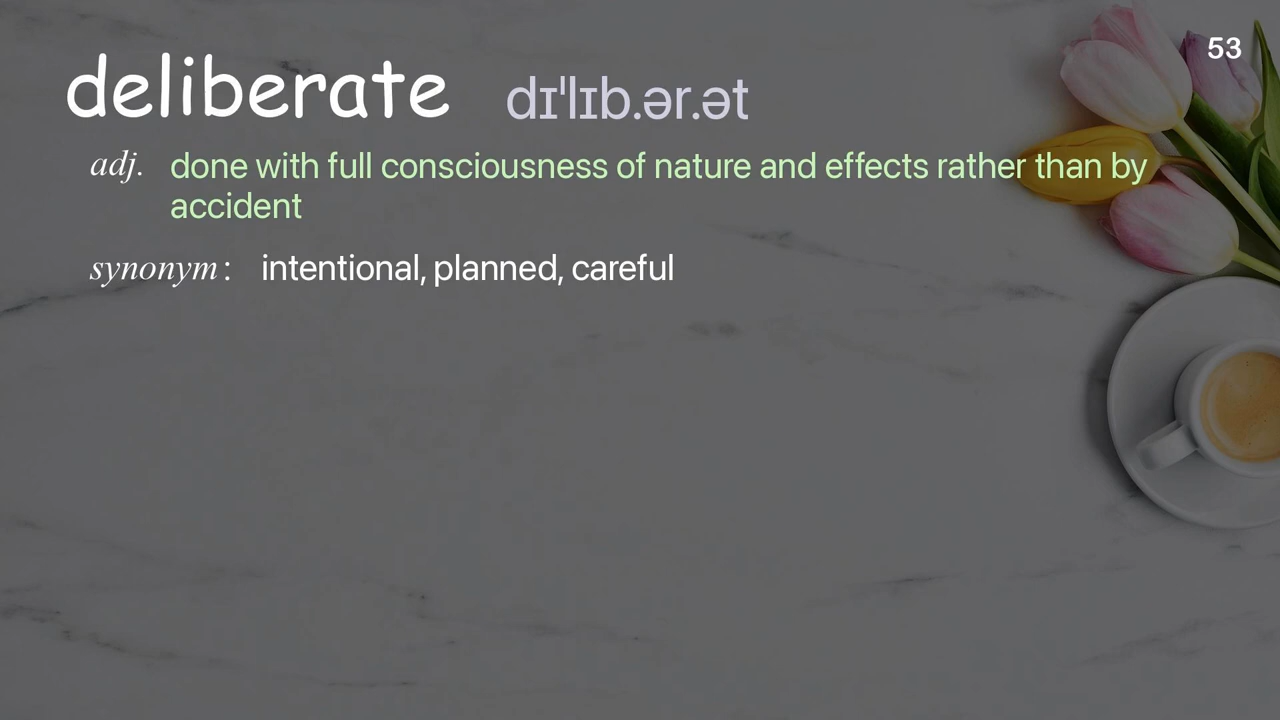 53
deliberate dɪˈlɪb.ər.ət
adj. done with full consciousness of nature and effects rather than by
accident
synonym: intentional, planned, careful